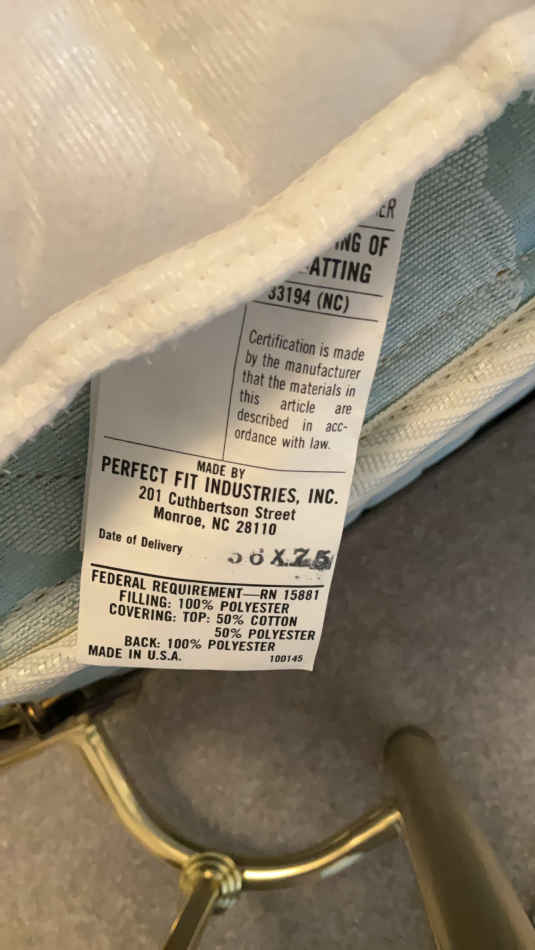 ER
ING OF
ATTING
33194 (NC)
Certification is made
by the manufacturer
that the materials in
this article are
described in acc-
ordance with law.
MADE BY
PERFECT FIT INDUSTRIES, INC.
201 Cuthbertson Street
Monroe, NC 28110
Date of Delivery
36 X 75
FEDERAL REQUIREMENT—RN 15881
FILLING: 100% POLYESTER
COVERING: TOP: 50% COTTON
50% POLYESTER
BACK: 100% POLYESTER
MADE IN U.S.A. 100145